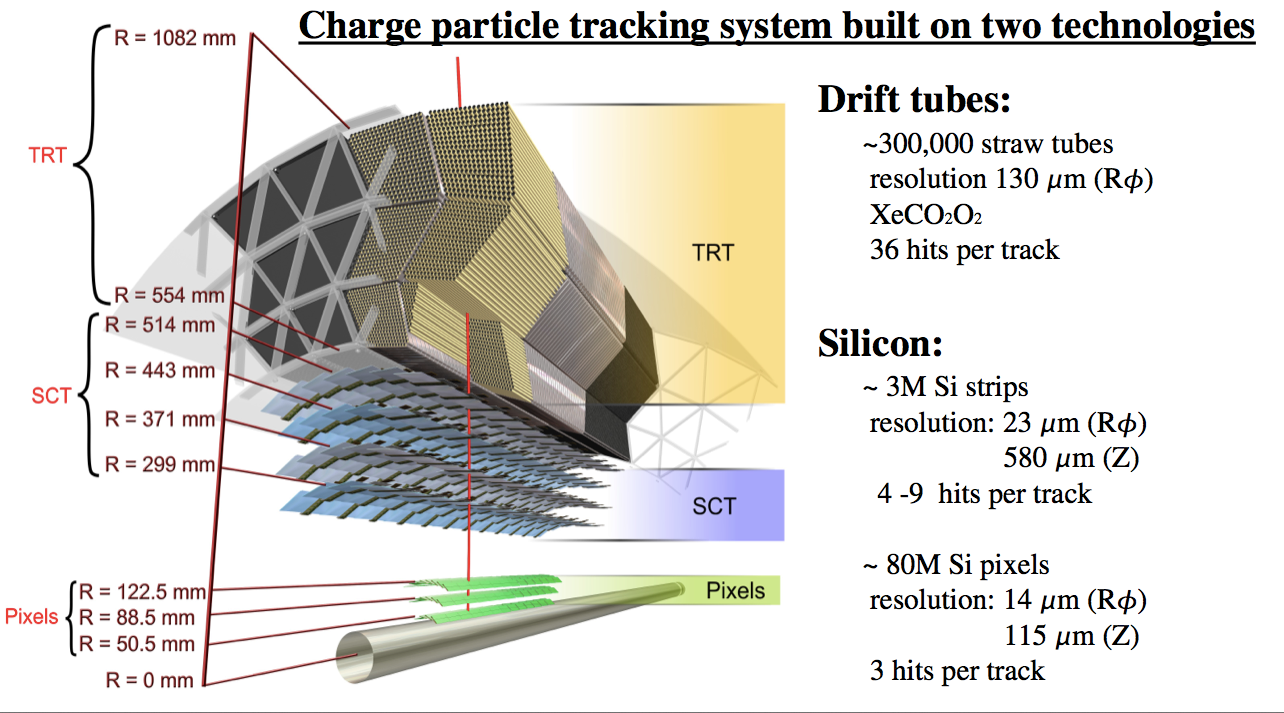 Charge particle tracking system built on two technologies
R = 1082 mm
TRT
R = 554 mm
R = 514 mm
R = 443 mm
SCT
R = 371 mm
R = 299 mm
R = 122.5 mm
Pixels
R = 88.5 mm
R = 50.5 mm
R = 0 mm
TRT
SCT
Pixels
Drift tubes:
~300,000 straw tubes
resolution 130 μm (Rϕ)
XeCO₂O₂
36 hits per track
Silicon:
~ 3M Si strips
resolution: 23 μm (Rϕ)
580 μm (Z)
4 -9 hits per track
~ 80M Si pixels
resolution: 14 μm (Rϕ)
115 μm (Z)
3 hits per track